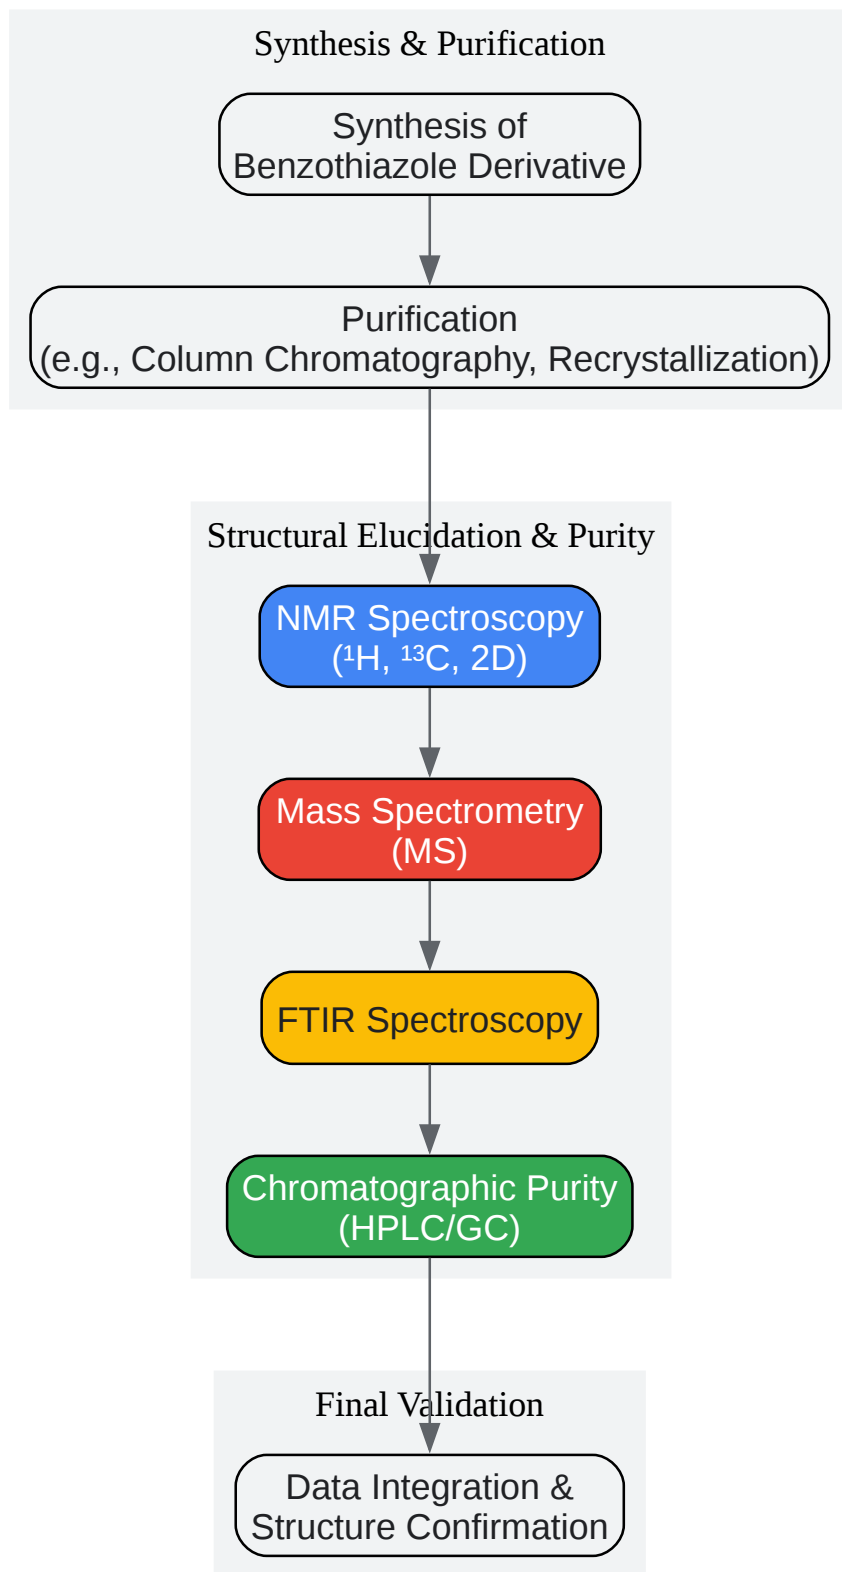 Synthesis & Purification
Synthesis of
Benzothiazole Derivative
Purification
(e.g., Column Chromatography, Recrystallization)
Structural Elucidation & Purity
NMR Spectroscopy
(¹H, ¹³C, 2D)
Mass Spectrometry
(MS)
FTIR Spectroscopy
Chromatographic Purity
(HPLC/GC)
Final Validation
Data Integration &
Structure Confirmation